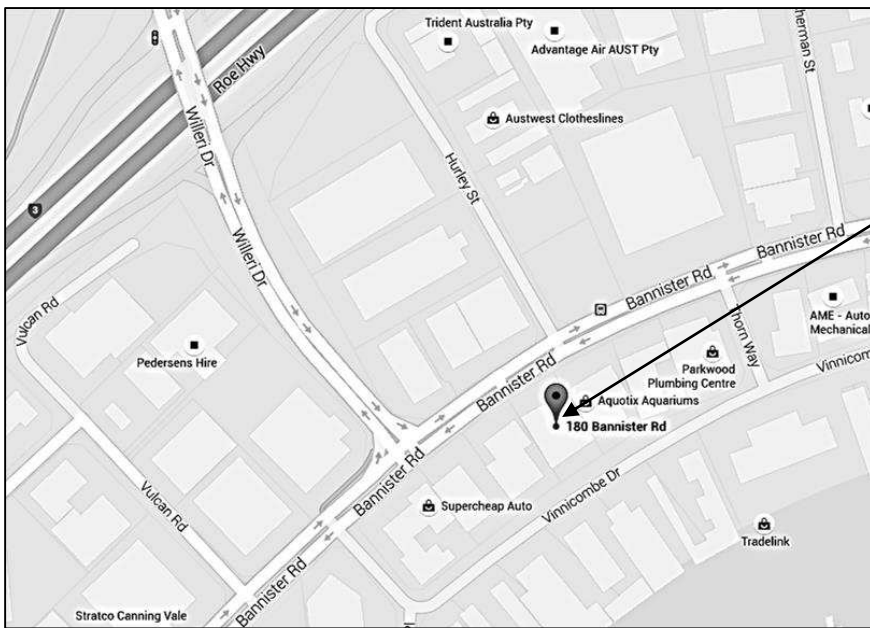 Trident Australia Pty
Advantage Air AUST Pty
Roe Hwy
Willeri Dr
Austwest Clotheslines
Hurley St
3
Willeri Dr
Bannister Rd
Bannister Rd
Vulcan Rd
Pedersens Hire
Thorn Way
AME - Auto
Mechanical
Parkwood
Plumbing Centre
Bannister Rd
Aquotix Aquariums
180 Bannister Rd
Bannister Rd
Vinnicombe Dr
Supercheap Auto
Vulcan Rd
Tradelink
Bannister Rd
Stratco Canning Vale